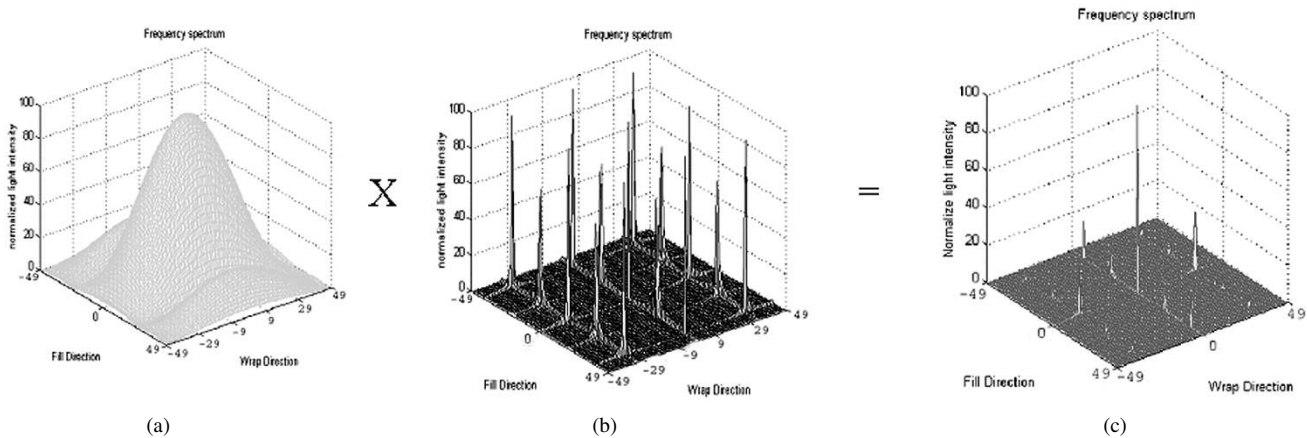 Frequency spectrum
normalized light intensity
100
80
60
40
20
0
-49
0
49
Fill Direction
-49
-29
-9
9
29
49
Wrap Direction
(a)
X
Frequency spectrum
normalized light intensity
100
80
60
40
20
0
-49
0
49
Fill Direction
-49
-29
-9
9
29
49
Wrap Direction
(b)
=
Frequency spectrum
Normalize light intensity
100
80
60
40
20
0
-49
0
49
Fill Direction
-49
0
49
Wrap Direction
(c)